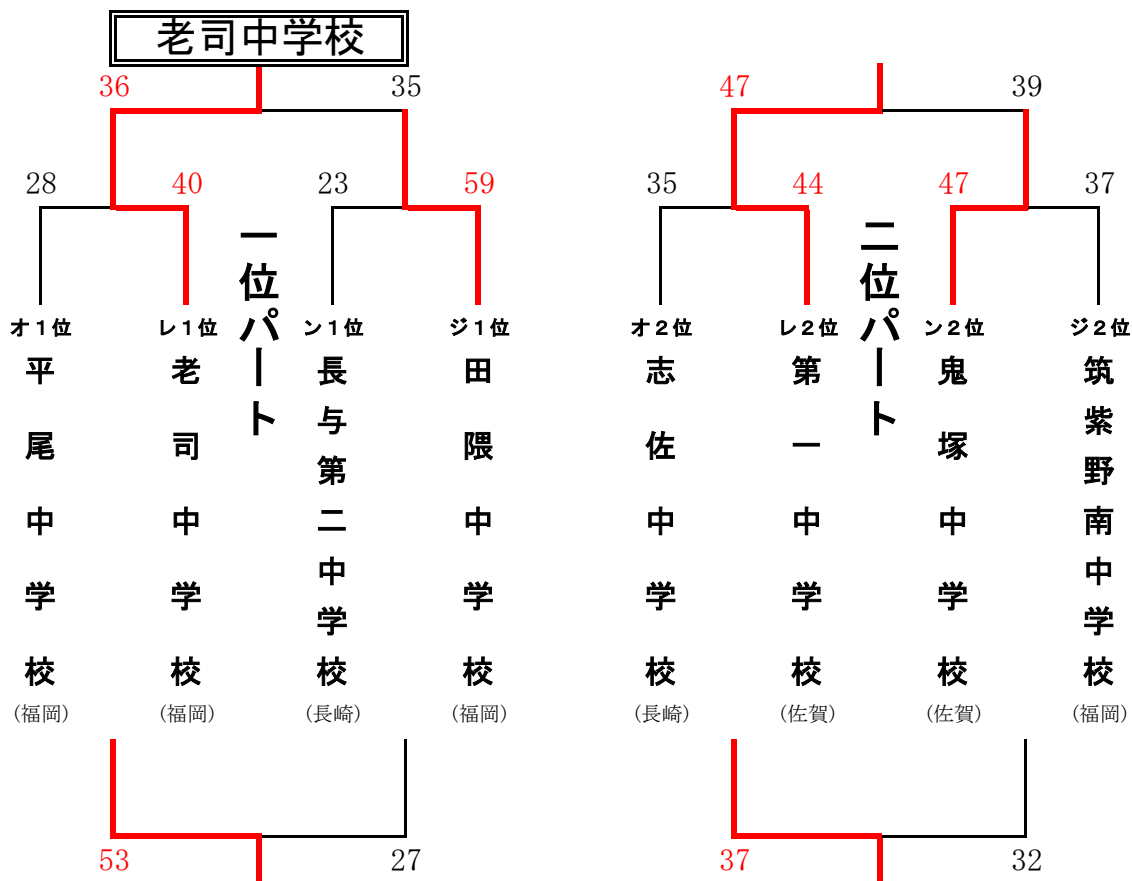 老司中学校
36
35
47
39
28
40
23
59
35
44
47
37
一位パート
二位パート
オ1位
レ1位
ン1位
ジ1位
オ2位
レ2位
ン2位
ジ2位
平尾中学校
老司中学校
長与第二中学校
田隈中学校
志佐中学校
第一中学校
鬼塚中学校
筑紫野南中学校
(福岡)
(福岡)
(長崎)
(福岡)
(長崎)
(佐賀)
(佐賀)
(福岡)
53
27
37
32